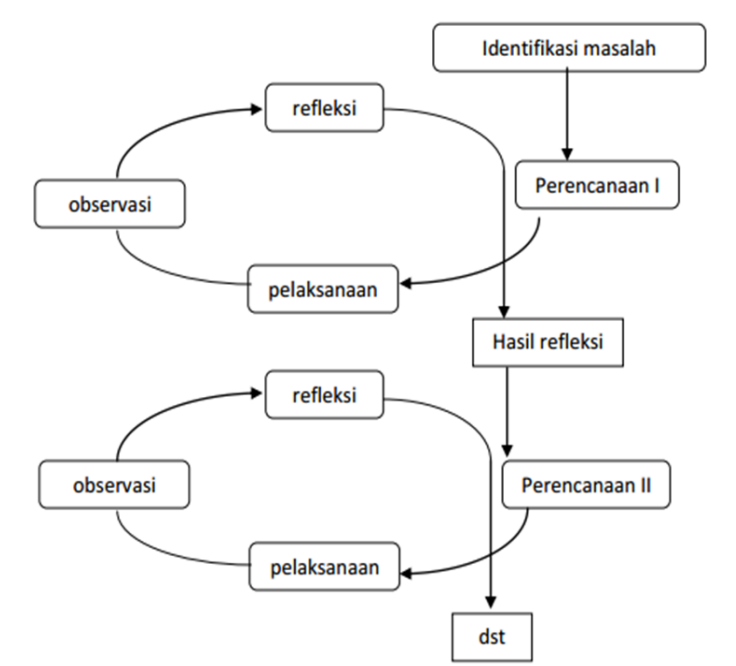 Identifikasi masalah
refleksi
Perencanaan I
observasi
pelaksanaan
Hasil refleksi
refleksi
observasi
Perencanaan II
pelaksanaan
dst